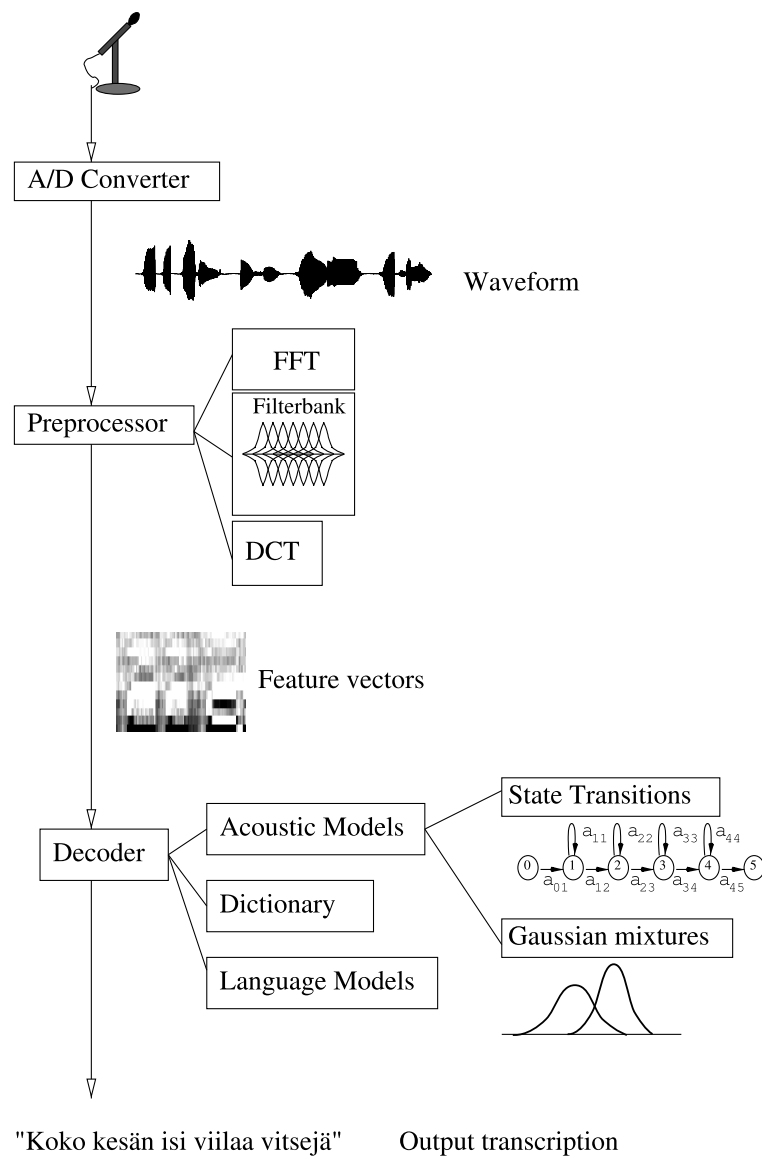 A/D Converter
Waveform
FFT
Filterbank
Preprocessor
DCT
Feature vectors
State Transitions
Acoustic Models
Decoder
a11 a22 a33 a44
0 1 2 3 4 5
a01 a12 a23 a34 a45
Dictionary
Gaussian mixtures
Language Models
"Koko kesän isi viilaa vitsejä" Output transcription